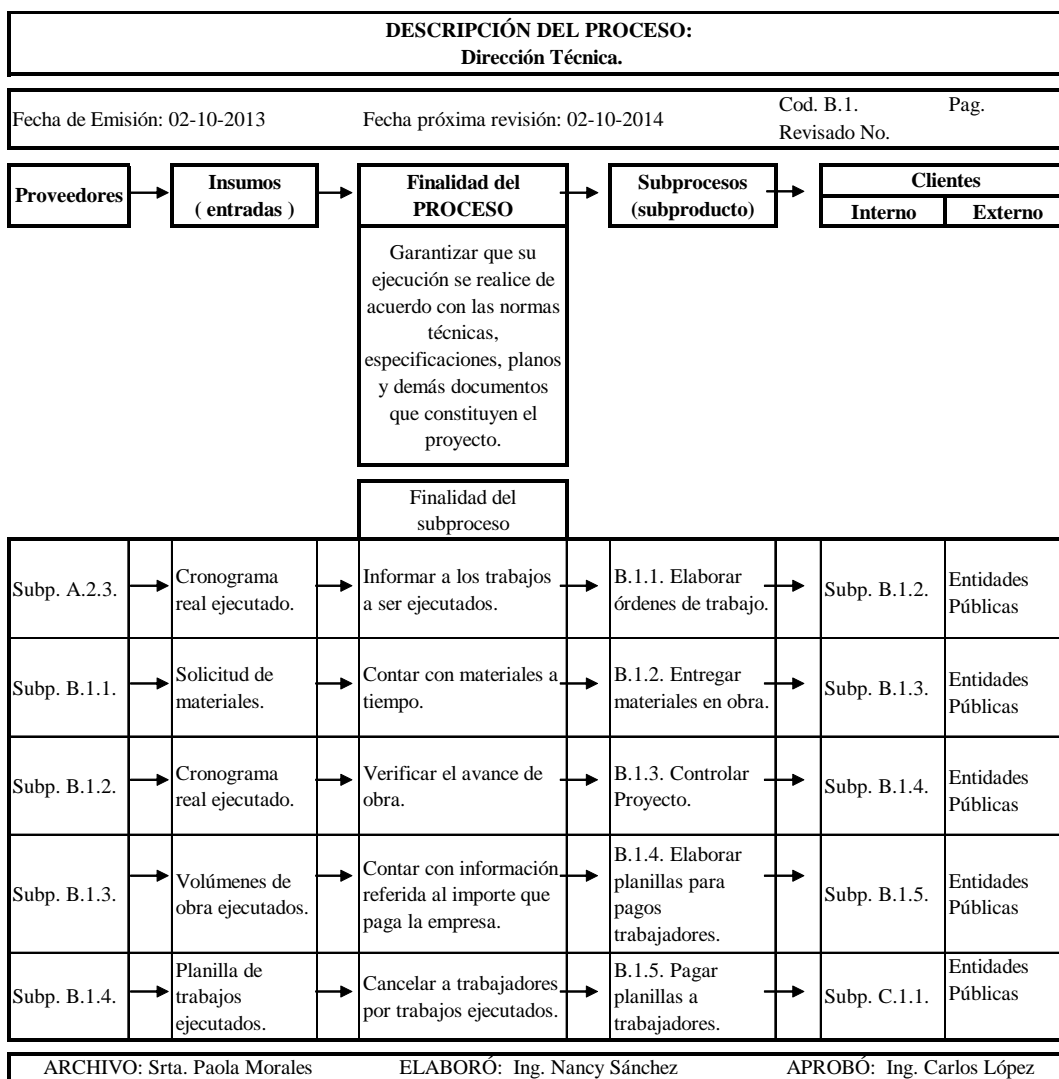 DESCRIPCIÓN DEL PROCESO:
Dirección Técnica.
Fecha de Emisión: 02-10-2013 Fecha próxima revisión: 02-10-2014 Cod. B.1. Pag.
Revisado No.
Proveedores
Insumos
( entradas )
Finalidad del
PROCESO
Subprocesos
(subproducto)
Clientes
Interno Externo
Garantizar que su
ejecución se realice de
acuerdo con las normas
técnicas,
especificaciones, planos
y demás documentos
que constituyen el
proyecto.
Finalidad del
subproceso
Subp. A.2.3.
Cronograma
real ejecutado.
Informar a los trabajos
a ser ejecutados.
B.1.1. Elaborar
órdenes de trabajo.
Subp. B.1.2.
Entidades
Públicas
Subp. B.1.1.
Solicitud de
materiales.
Contar con materiales a
tiempo.
B.1.2. Entregar
materiales en obra.
Subp. B.1.3.
Entidades
Públicas
Subp. B.1.2.
Cronograma
real ejecutado.
Verificar el avance de
obra.
B.1.3. Controlar
Proyecto.
Subp. B.1.4.
Entidades
Públicas
Subp. B.1.3.
Volúmenes de
obra ejecutados.
Contar con información
referida al importe que
paga la empresa.
B.1.4. Elaborar
planillas para
pagos
trabajadores.
Subp. B.1.5.
Entidades
Públicas
Subp. B.1.4.
Planilla de
trabajos
ejecutados.
Cancelar a trabajadores
por trabajos ejecutados.
B.1.5. Pagar
planillas a
trabajadores.
Subp. C.1.1.
Entidades
Públicas
ARCHIVO: Srta. Paola Morales ELABORÓ: Ing. Nancy Sánchez APROBÓ: Ing. Carlos López